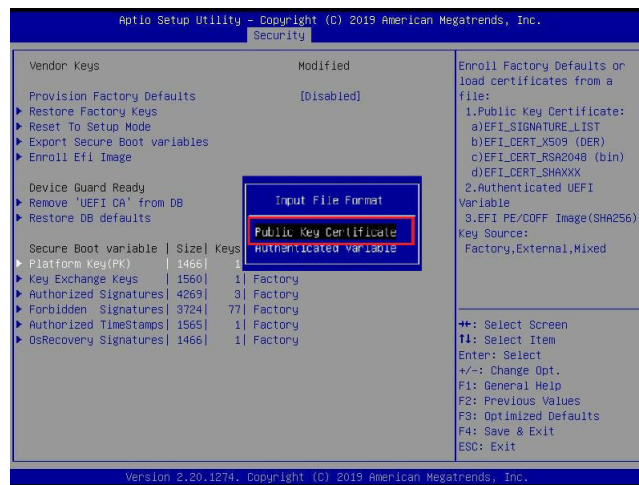 Aptio Setup Utility – Copyright (C) 2019 American Megatrends, Inc.
Security
Vendor Keys Modified
Provision Factory Defaults [Disabled]
Restore Factory Keys
Reset To Setup Mode
Export Secure Boot variables
Enroll Efi Image
Device Guard Ready
Remove 'UEFI CA' from DB
Restore DB defaults
Secure Boot variable | Size| Keys
Platform Key(PK) | 1466| 1
Key Exchange Keys | 1560| 1| Factory
Authorized Signatures| 4269| 3| Factory
Forbidden Signatures| 3724| 77| Factory
Authorized TimeStamps| 1565| 1| Factory
OsRecovery Signatures| 1466| 1| Factory
Input File Format
Public Key Certificate
Authenticated Variable
Enroll Factory Defaults or
load certificates from a
file:
1.Public Key Certificate:
a)EFI_SIGNATURE_LIST
b)EFI_CERT_X509 (DER)
c)EFI_CERT_RSA2048 (bin)
d)EFI_CERT_SHAXXX
2.Authenticated UEFI
Variable
3.EFI PE/COFF Image(SHA256)
Key Source:
Factory,External,Mixed
→←: Select Screen
↑↓: Select Item
Enter: Select
+/-: Change Opt.
F1: General Help
F2: Previous Values
F3: Optimized Defaults
F4: Save & Exit
ESC: Exit
Version 2.20.1274. Copyright (C) 2019 American Megatrends, Inc.